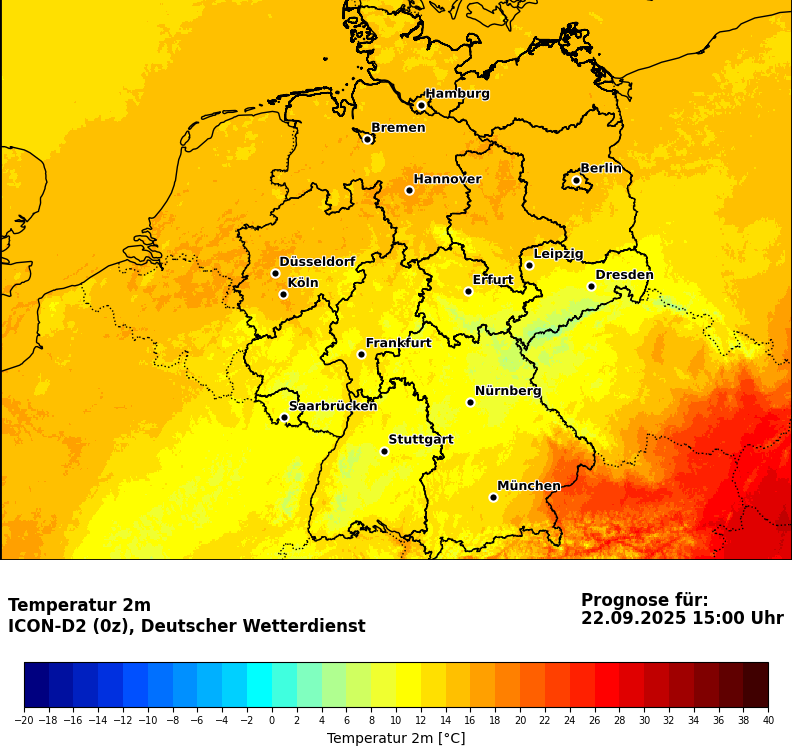 Hamburg
Bremen
Berlin
Hannover
Leipzig
Düsseldorf
Dresden
Köln
Erfurt
Frankfurt
Nürnberg
Saarbrücken
Stuttgart
München
Temperatur 2m
ICON-D2 (0z), Deutscher Wetterdienst
Prognose für:
22.09.2025 15:00 Uhr
−20 −18 −16 −14 −12 −10 −8 −6 −4 −2 0 2 4 6 8 10 12 14 16 18 20 22 24 26 28 30 32 34 36 38 40
Temperatur 2m [°C]